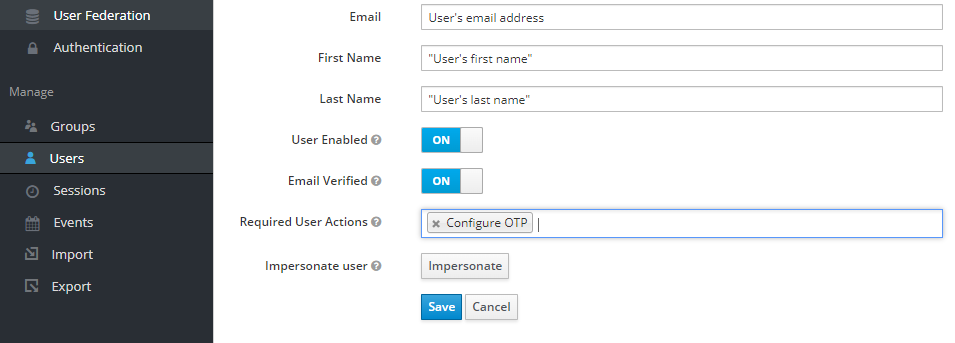 User Federation
Authentication
Manage
Groups
Users
Sessions
Events
Import
Export
Email User's email address
First Name "User's first name"
Last Name "User's last name"
User Enabled ? ON
Email Verified ? ON
Required User Actions ? × Configure OTP
Impersonate user ? Impersonate
Save Cancel